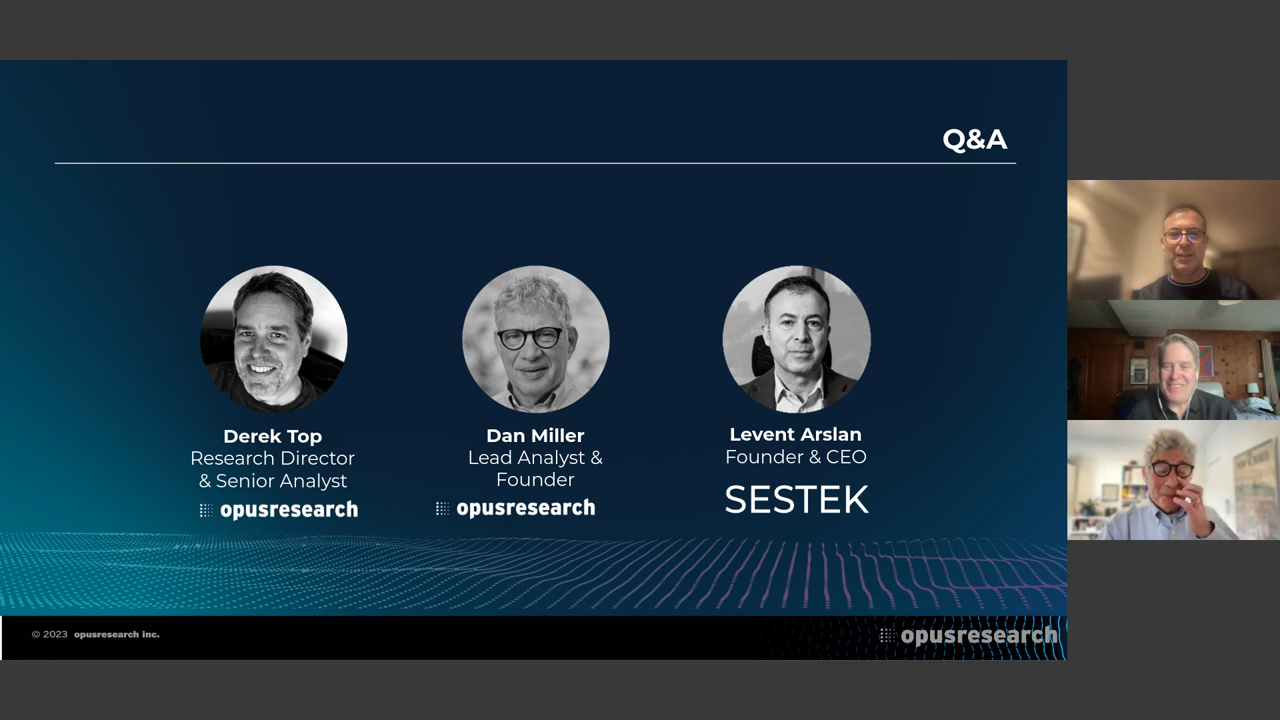 Q&A
Derek Top
Research Director
& Senior Analyst
opusresearch
Dan Miller
Lead Analyst &
Founder
opusresearch
Levent Arslan
Founder & CEO
SESTEK
© 2023 opusresearch inc.
opusresearch